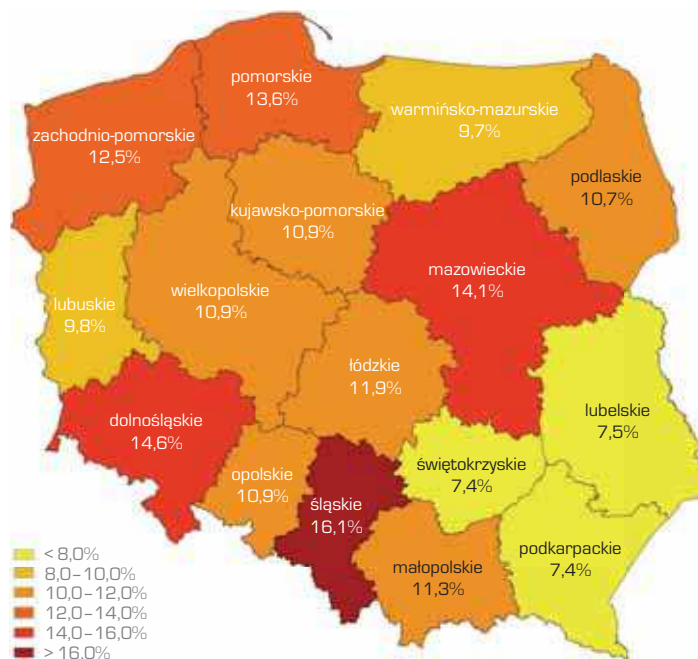 pomorskie
13,6%
warmińsko-mazurskie
9,7%
zachodnio-pomorskie
12,5%
podlaskie
10,7%
kujawsko-pomorskie
10,9%
mazowieckie
14,1%
wielkopolskie
10,9%
lubuskie
9,8%
łódzkie
11,9%
dolnośląskie
14,6%
lubelskie
7,5%
opolskie
10,9%
śląskie
16,1%
świętokrzyskie
7,4%
małopolskie
11,3%
podkarpackie
7,4%
< 8,0%
8,0–10,0%
10,0–12,0%
12,0–14,0%
14,0–16,0%
> 16,0%